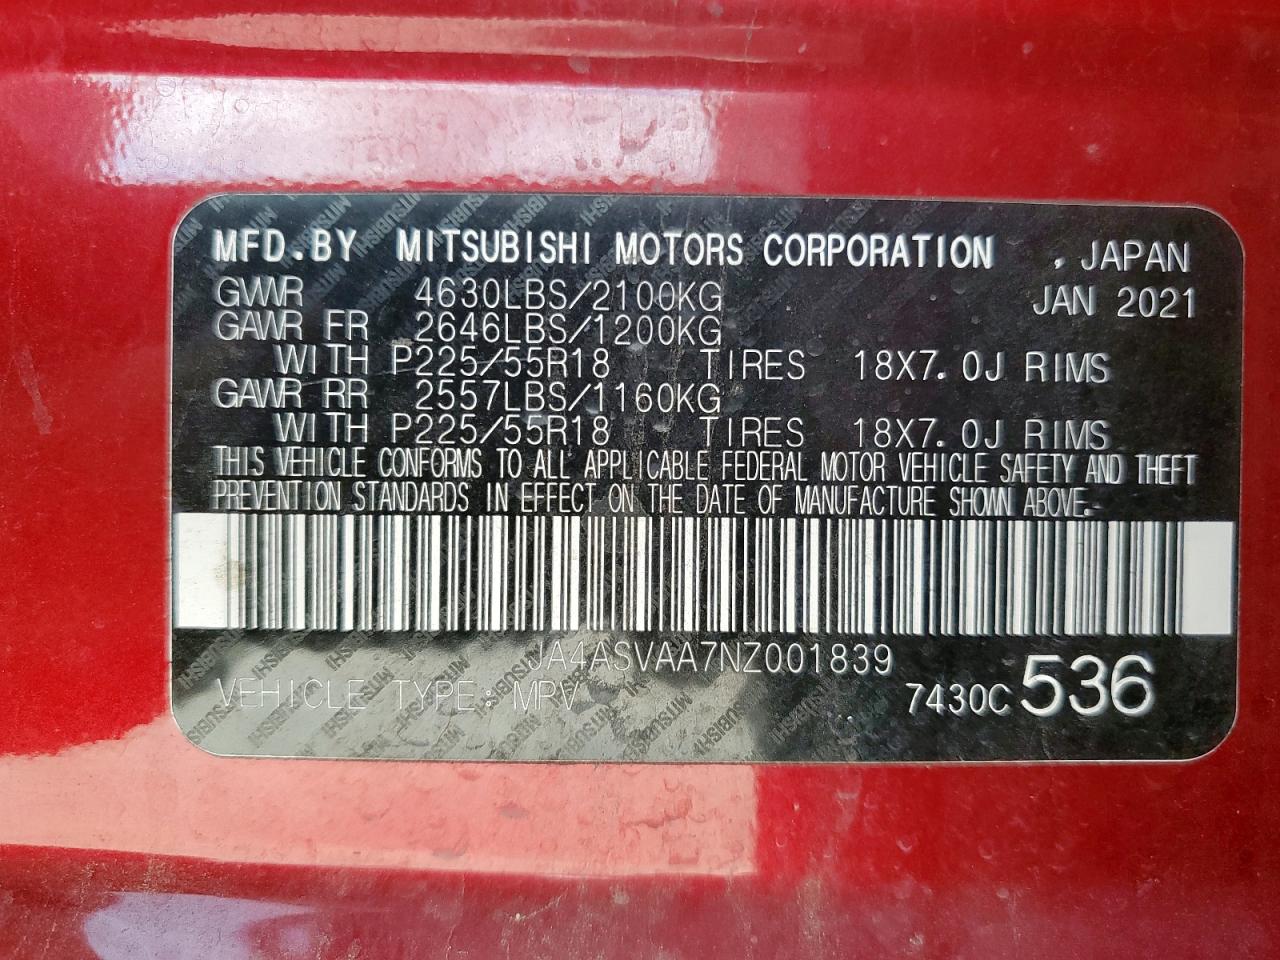 MFD.BY MITSUBISHI MOTORS CORPORATION , JAPAN
GVWR 4630LBS/2100KG JAN 2021
GAWR FR 2646LBS/1200KG
WITH P225/55R18 TIRES 18X7.0J RIMS
GAWR RR 2557LBS/1160KG
WITH P225/55R18 TIRES 18X7.0J RIMS
THIS VEHICLE CONFORMS TO ALL APPLICABLE FEDERAL MOTOR VEHICLE SAFETY AND THEFT
PREVENTION STANDARDS IN EFFECT ON THE DATE OF MANUFACTURE SHOWN ABOVE.
JA4ASVAA7NZ001839
VEHICLE TYPE: MPV 7430C 536